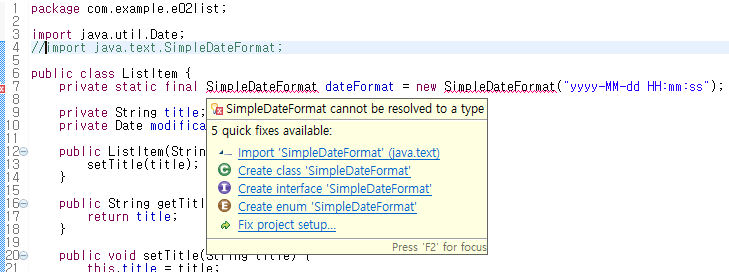 1 package com.example.e02list;
2
3 import java.util.Date;
4 //import java.text.SimpleDateFormat;
5
6 public class ListItem {
7 private static final SimpleDateFormat dateFormat = new SimpleDateFormat("yyyy-MM-dd HH:mm:ss");
8
SimpleDateFormat cannot be resolved to a type
9 private String title;
10 private Date modifica
5 quick fixes available:
11
Import 'SimpleDateFormat' (java.text)
12 public ListItem(String
13 setTitle(title);
Create class 'SimpleDateFormat'
14 }
Create interface 'SimpleDateFormat'
15
Create enum 'SimpleDateFormat'
16 public String getTitl
17 return title;
Fix project setup...
18 }
Press 'F2' for focus
19
20 public void setTitle(String title) {
21 this.title = title;